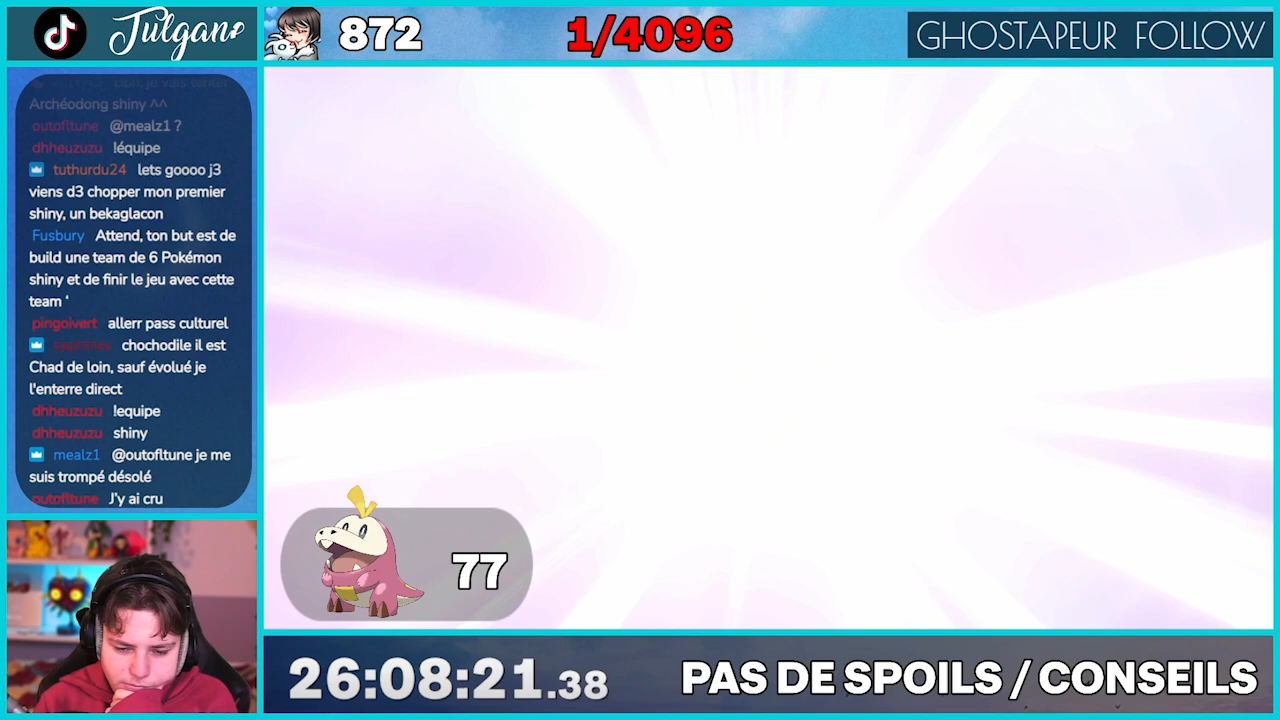 Julgano
872
1/4096
GHOSTAPEUR FOLLOW
Archéodong shiny ^^
outofltune @mealz1 ?
dhheuzuzu !équipe
tuthurdu24 lets goooo j3
viens d3 chopper mon premier
shiny, un bekaglacon
Fusbury Attend, ton but est de
build une team de 6 Pokémon
shiny et de finir le jeu avec cette
team '
pingoivert allerr pass culturel
chochodile il est
Chad de loin, sauf évolué je
l'enterre direct
dhheuzuzu !equipe
dhheuzuzu shiny
mealz1 @outofltune je me
suis trompé désolé
outofltune J'y ai cru
77
26:08:21.38
PAS DE SPOILS / CONSEILS